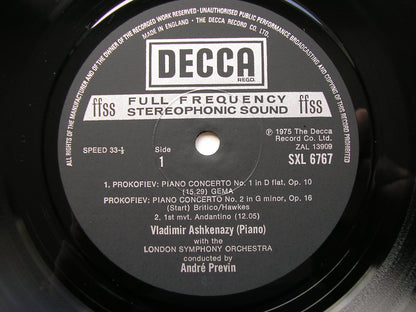 ALL RIGHTS OF THE MANUFACTURER AND OF THE OWNER OF THE RECORDED WORK RESERVED · UNAUTHORISED PUBLIC PERFORMANCE BROADCASTING AND COPYING OF THIS RECORD PROHIBITED
MADE IN ENGLAND · THE DECCA RECORD CO. LTD.
DECCA
REGD.
ffss FULL FREQUENCY ffss
STEREOPHONIC SOUND
SPEED 33⅓
Side
1
℗ 1975 The Decca
Record Co. Ltd.
ZAL 13909
SXL 6767
1. PROKOFIEV: PIANO CONCERTO No. 1 in D flat, Op. 10
(15.29) GEMA
PROKOFIEV: PIANO CONCERTO No. 2 in G minor, Op. 16
(Start) Britico/Hawkes
2: 1st mvt. Andantino (12.05)
Vladimir Ashkenazy (Piano)
with the
LONDON SYMPHONY ORCHESTRA
conducted by
André Previn